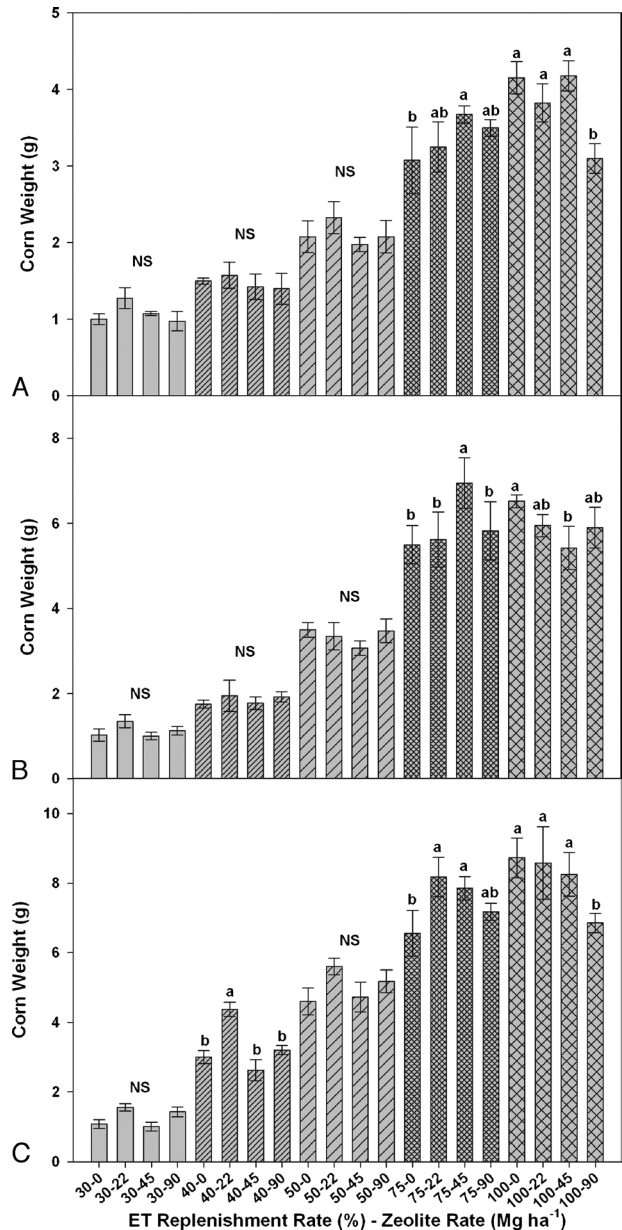 5
4
3
2
1
0
Corn Weight (g)
NS
NS
NS
b
ab
a
ab
a
a
a
b
A
8
6
4
2
0
Corn Weight (g)
NS
NS
NS
b
b
a
b
a
ab
b
ab
B
10
8
6
4
2
0
Corn Weight (g)
NS
b
a
b
b
NS
b
a
a
ab
a
a
a
b
C
30-0
30-22
30-45
30-90
40-0
40-22
40-45
40-90
50-0
50-22
50-45
50-90
75-0
75-22
75-45
75-90
100-0
100-22
100-45
100-90
ET Replenishment Rate (%) - Zeolite Rate (Mg ha⁻¹)